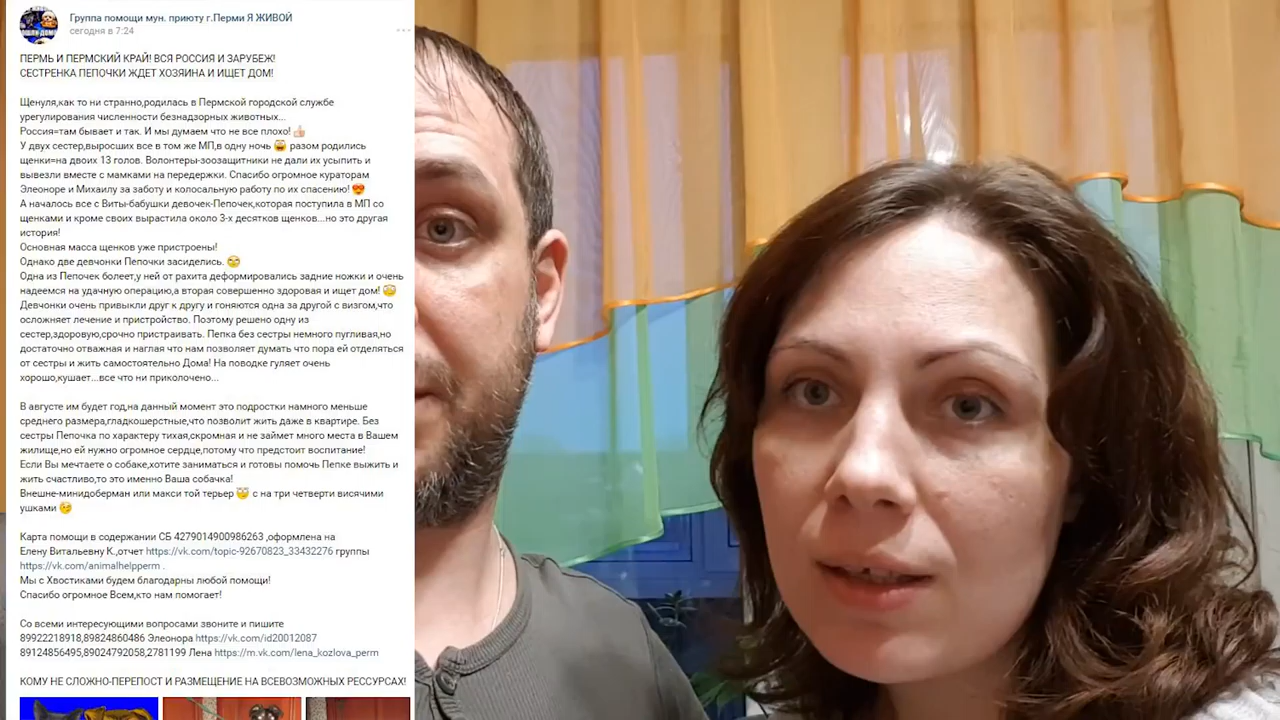 Группа помощи мун. приюту г.Перми Я ЖИВОЙ
сегодня в 7:24
ПЕРМЬ И ПЕРМСКИЙ КРАЙ! ВСЯ РОССИЯ И ЗАРУБЕЖ!
СЕСТРЕНКА ПЕПОЧКИ ЖДЕТ ХОЗЯИНА И ИЩЕТ ДОМ!
Щенуля,как то ни странно,родилась в Пермской городской службе
урегулирования численности безнадзорных животных...
Россия=там бывает и так. И мы думаем что не все плохо! 👍
У двух сестер,выросших все в том же МП,в одну ночь 😄 разом родились
щенки=на двоих 13 голов. Волонтеры-зоозащитники не дали их усыпить и
вывезли вместе с мамками на передержки. Спасибо огромное кураторам
Элеоноре и Михаилу за заботу и колосальную работу по их спасению! 😍
А началось все с Виты-бабушки девочек-Пепочек,которая поступила в МП со
щенками и кроме своих вырастила около 3-х десятков щенков...но это другая
история!
Основная масса щенков уже пристроены!
Однако две девчонки Пепочки засиделись. 😄
Одна из Пепочек болеет,у ней от рахита деформировались задние ножки и очень
надеемся на удачную операцию,а вторая совершенно здоровая и ищет дом! 😇
Девчонки очень привыкли друг к другу и гоняются одна за другой с визгом,что
осложняет лечение и пристройство. Поэтому решено одну из
сестер,здоровую,срочно пристраивать. Пепка без сестры немного пугливая,но
достаточно отважная и наглая что нам позволяет думать что пора ей отделяться
от сестры и жить самостоятельно Дома! На поводке гуляет очень
хорошо,кушает...все что ни приколочено...
В августе им будет год,на данный момент это подростки намного меньше
среднего размера,гладкошерстные,что позволит жить даже в квартире. Без
сестры Пепочка по характеру тихая,скромная и не займет много места в Вашем
жилище,но ей нужно огромное сердце,потому что предстоит воспитание!
Если Вы мечтаете о собаке,хотите заниматься и готовы помочь Пепке выжить и
жить счастливо,то это именно Ваша собачка!
Внешне-минидоберман или макси той терьер 😇 с на три четверти висячими
ушками 😉
Карта помощи в содержании СБ 4279014900986263 ,оформлена на
Елену Витальевну К.,отчет https://vk.com/topic-92670823_33432276 группы
https://vk.com/animalhelpperm .
Мы с Хвостиками будем благодарны любой помощи!
Спасибо огромное Всем,кто нам помогает!
Со всеми интересующими вопросами звоните и пишите
89922218918,89824860486 Элеонора https://vk.com/id20012087
89124856495,89024792058,2781199 Лена https://m.vk.com/lena_kozlova_perm
КОМУ НЕ СЛОЖНО-ПЕРЕПОСТ И РАЗМЕЩЕНИЕ НА ВСЕВОЗМОЖНЫХ РЕССУРСАХ!